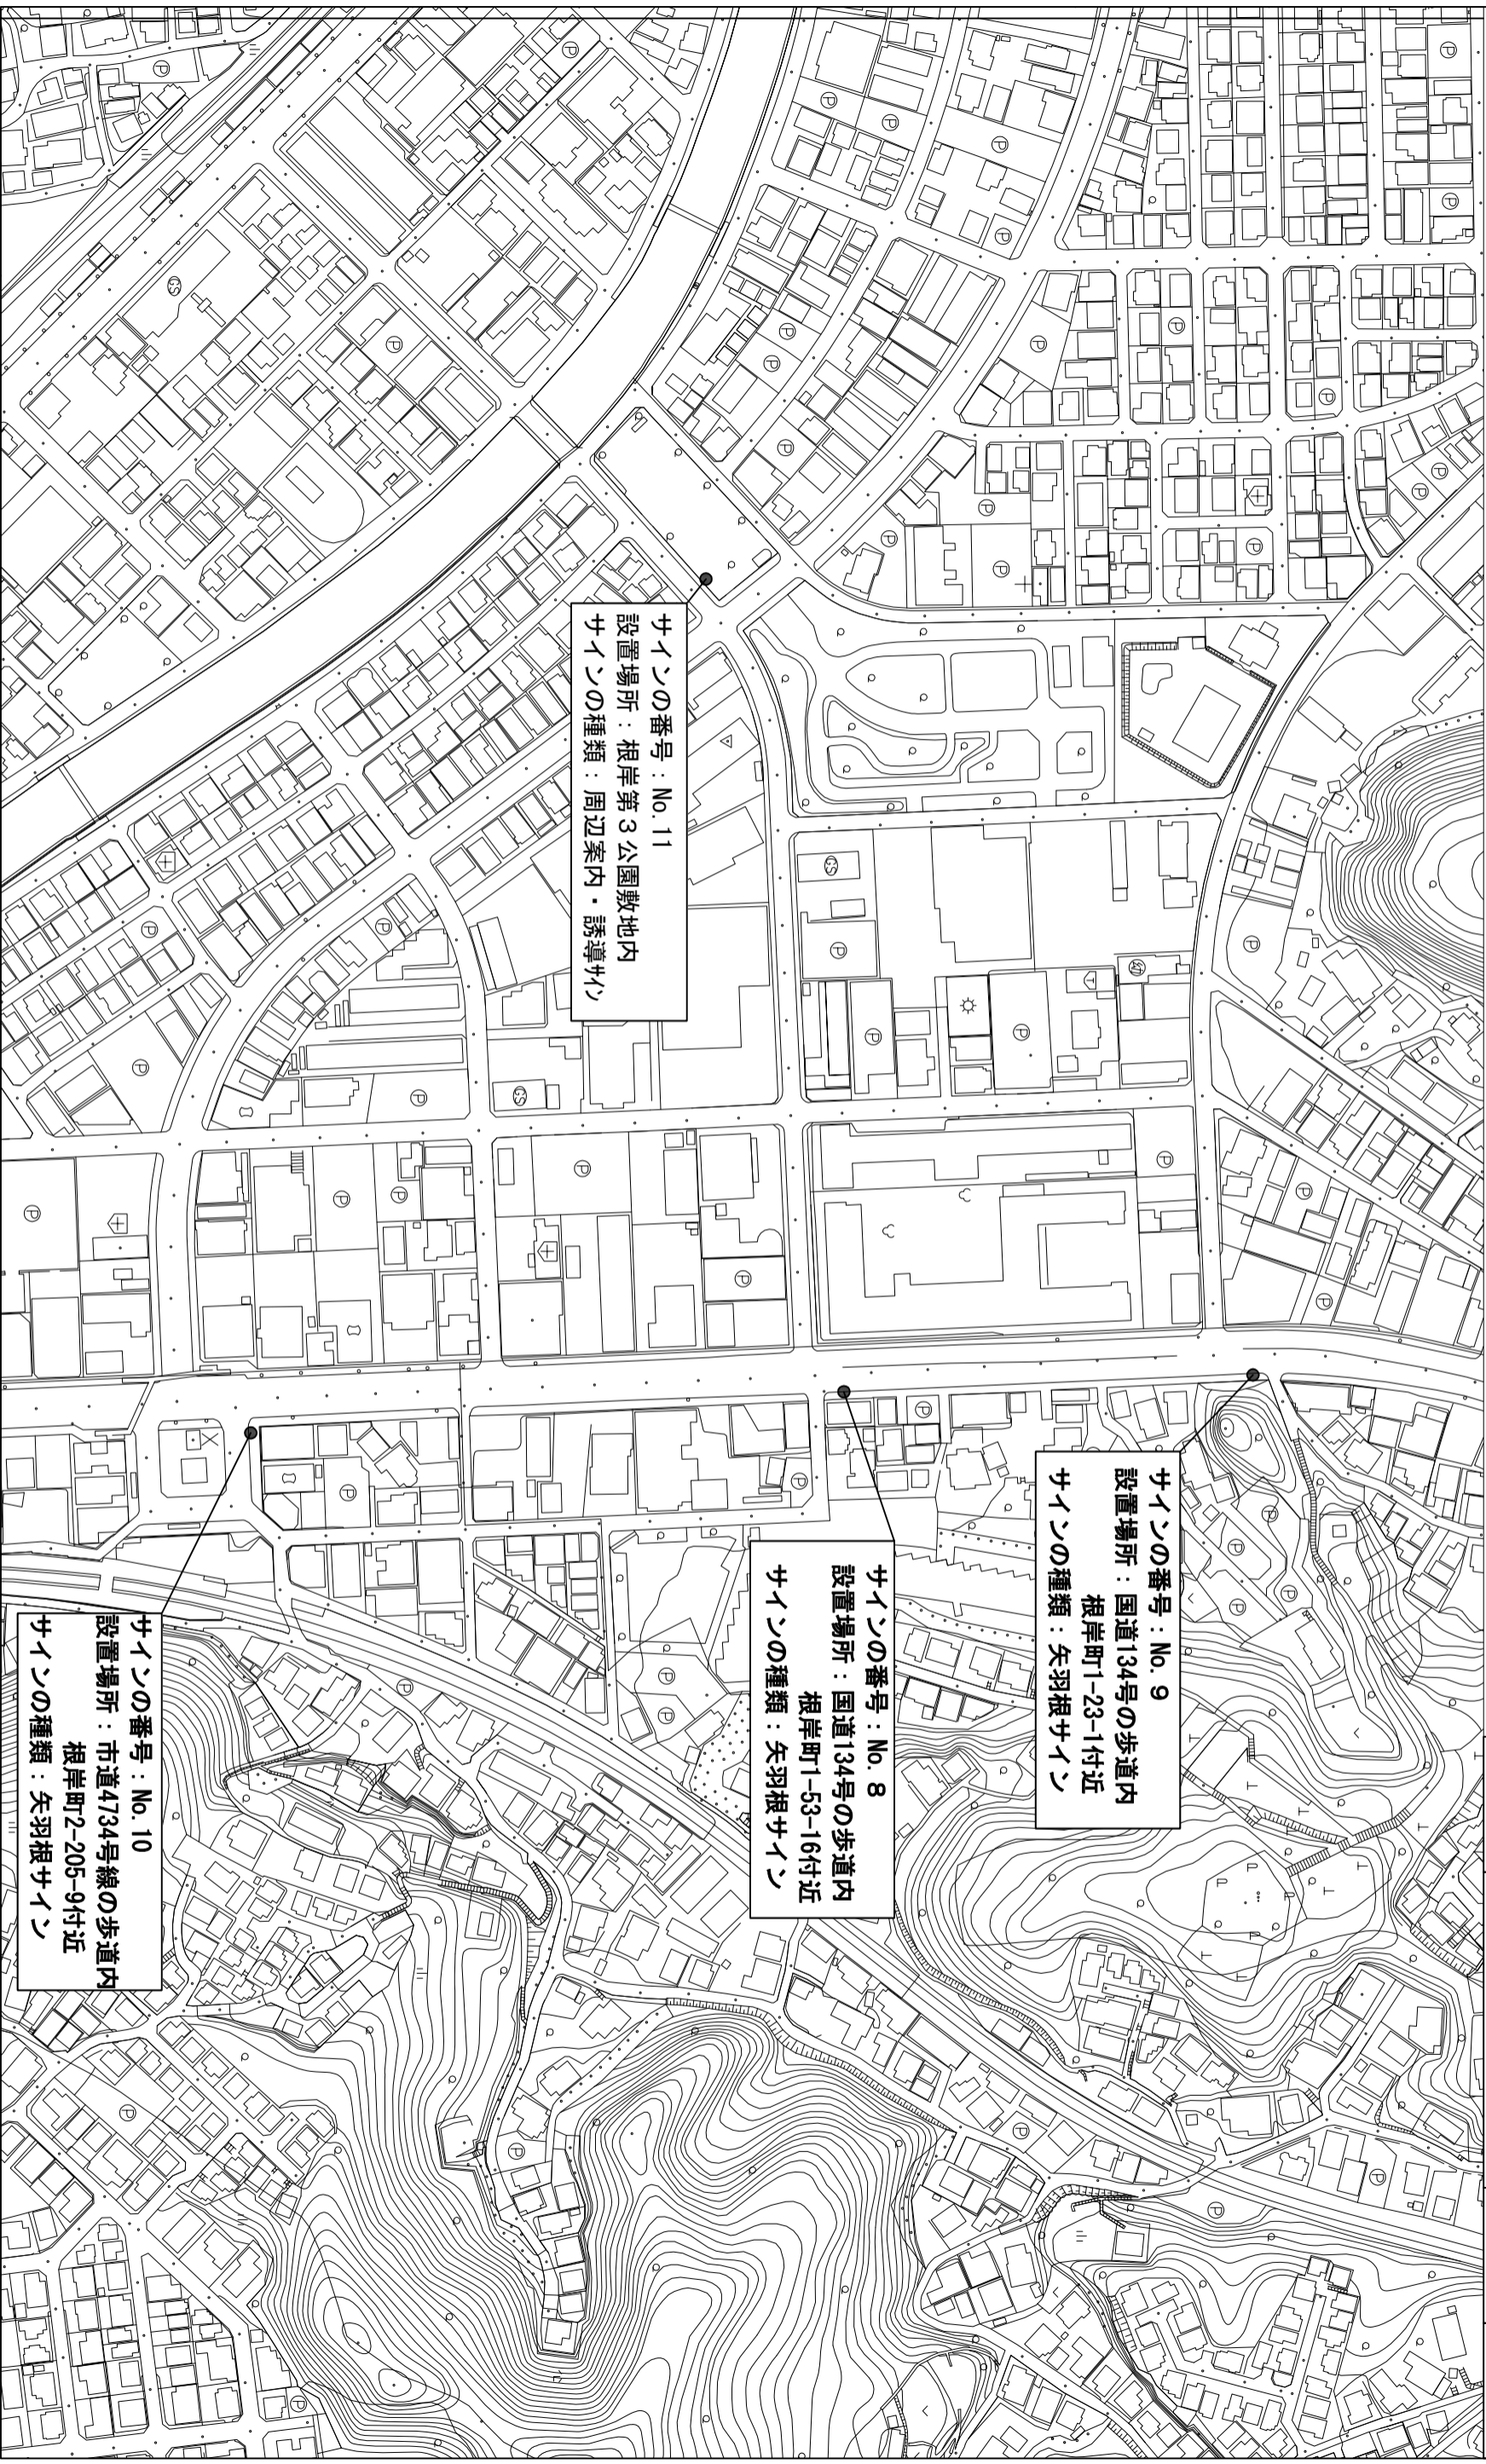 サインの番号：No. 9
設置場所：国道134号の歩道内
根岸町1-23-1付近
サインの種類：矢羽根サイン
サインの番号：No. 8
設置場所：国道134号の歩道内
根岸町1-53-16付近
サインの種類：矢羽根サイン
サインの番号：No. 11
設置場所：根岸第３公園敷地内
サインの種類：周辺案内・誘導ｻｲﾝ
サインの番号：No. 10
設置場所：市道4734号線の歩道内
根岸町2-205-9付近
サインの種類：矢羽根サイン